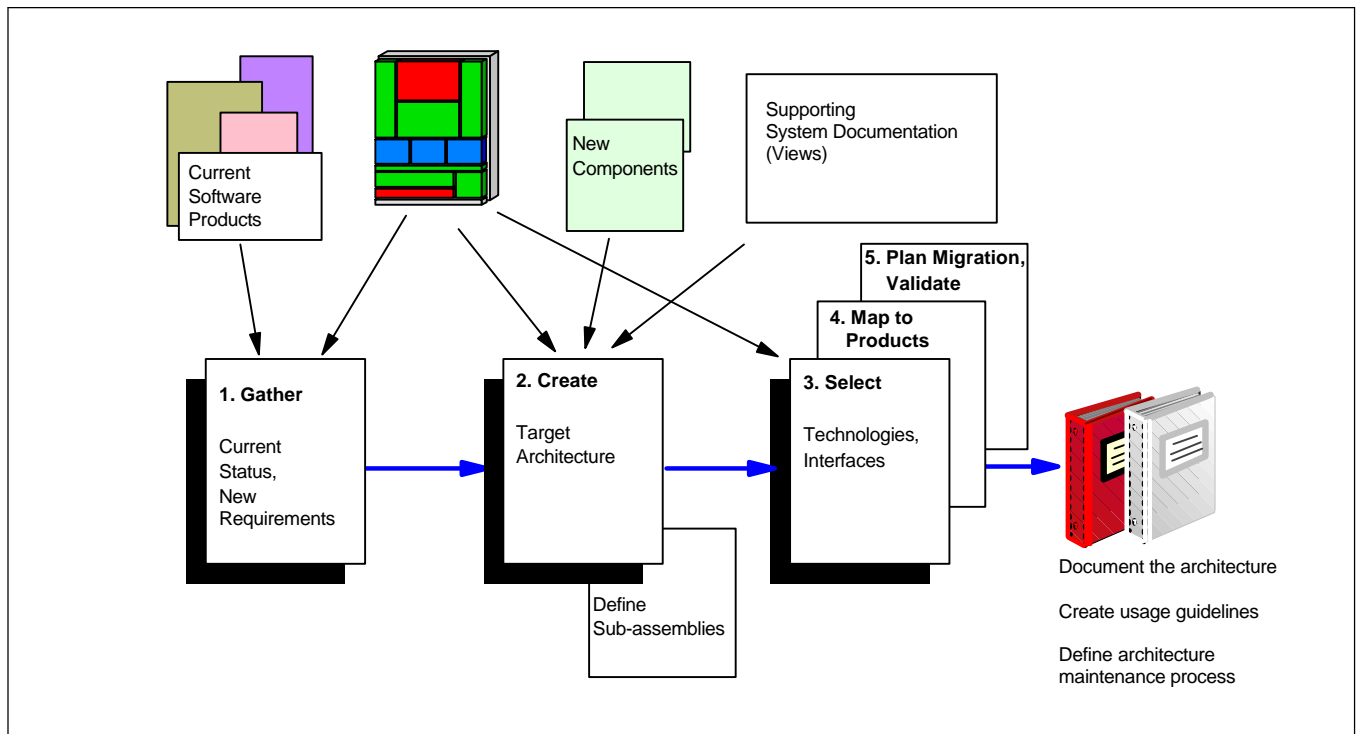 Current
Software
Products
New
Components
Supporting
System Documentation
(Views)
5. Plan Migration,
Validate
4. Map to
Products
1. Gather
Current
Status,
New
Requirements
2. Create
Target
Architecture
Define
Sub-assemblies
3. Select
Technologies,
Interfaces
Document the architecture
Create usage guidelines
Define architecture
maintenance process